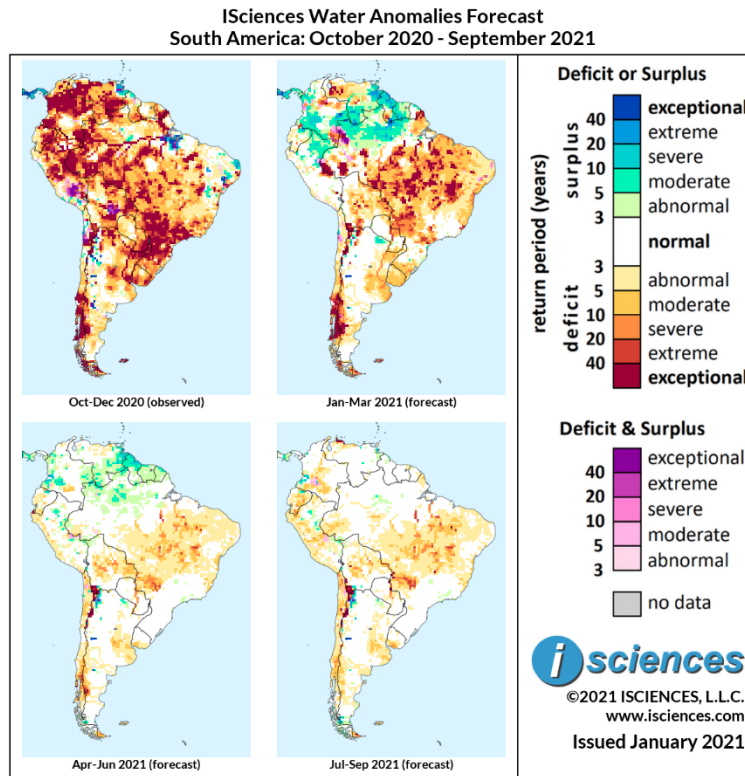 ISciences Water Anomalies Forecast
South America: October 2020 - September 2021
Oct-Dec 2020 (observed)
Jan-Mar 2021 (forecast)
Apr-Jun 2021 (forecast)
Jul-Sep 2021 (forecast)
Deficit or Surplus
return period (years)
surplus
deficit
40
20
10
5
3
3
5
10
20
40
exceptional
extreme
severe
moderate
abnormal
normal
abnormal
moderate
severe
extreme
exceptional
Deficit & Surplus
40
20
10
5
3
exceptional
extreme
severe
moderate
abnormal
no data
i sciences
©2021 ISCIENCES, L.L.C.
www.isciences.com
Issued January 2021